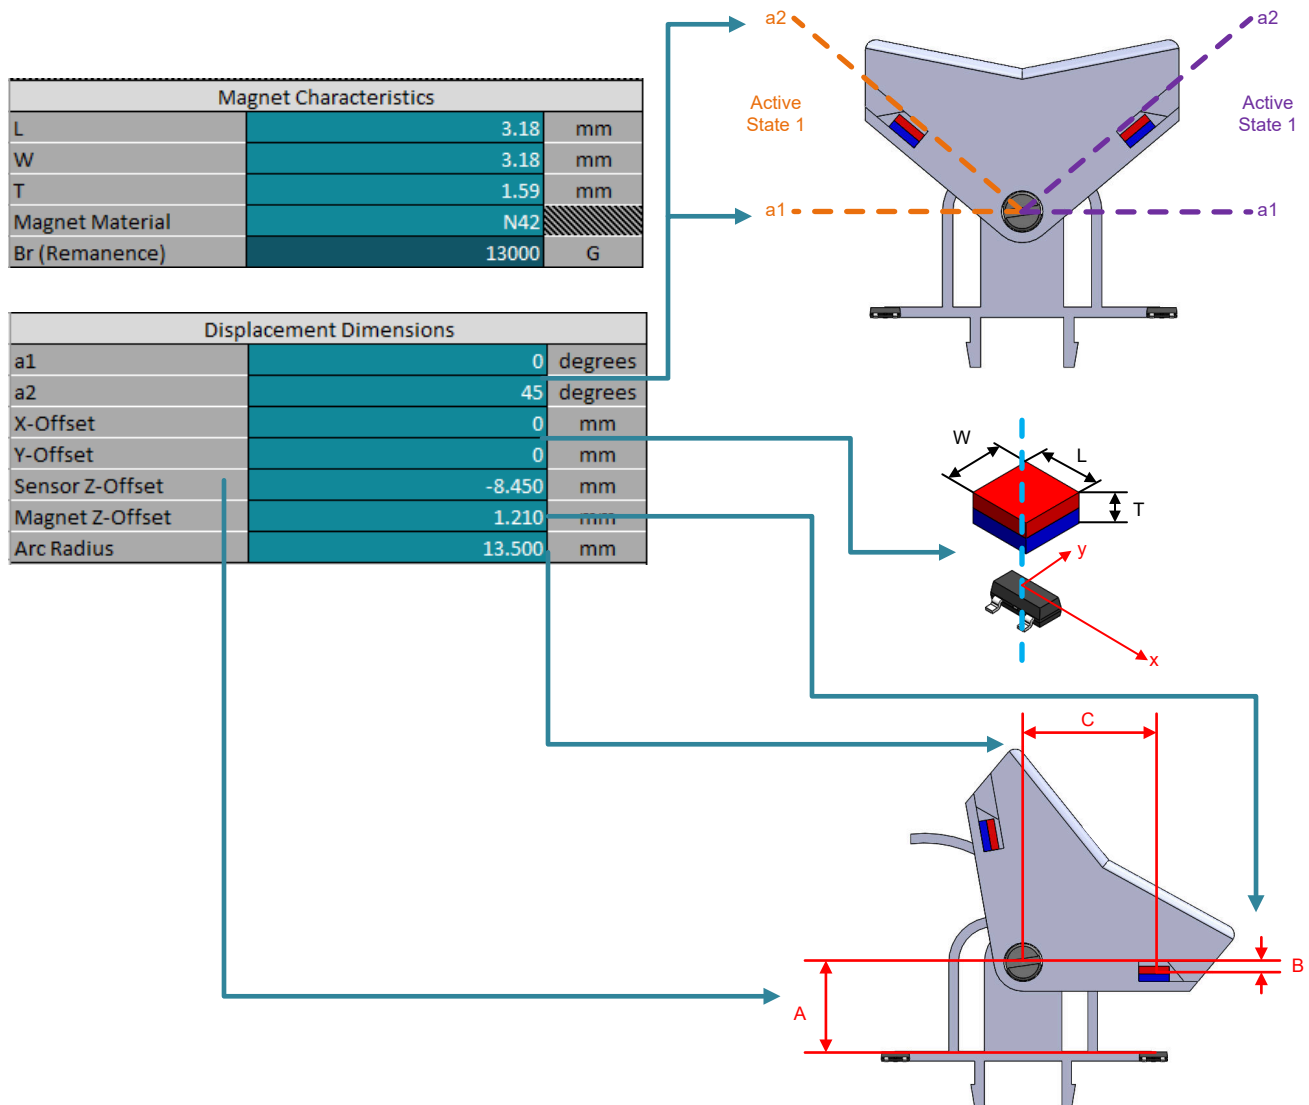 Magnet Characteristics
L 3.18 mm
W 3.18 mm
T 1.59 mm
Magnet Material N42
Br (Remanence) 13000 G
Displacement Dimensions
a1 0 degrees
a2 45 degrees
X-Offset 0 mm
Y-Offset 0 mm
Sensor Z-Offset -8.450 mm
Magnet Z-Offset 1.210 mm
Arc Radius 13.500 mm
a2
a2
Active
State 1
Active
State 1
a1
a1
W
L
T
y
x
C
B
A